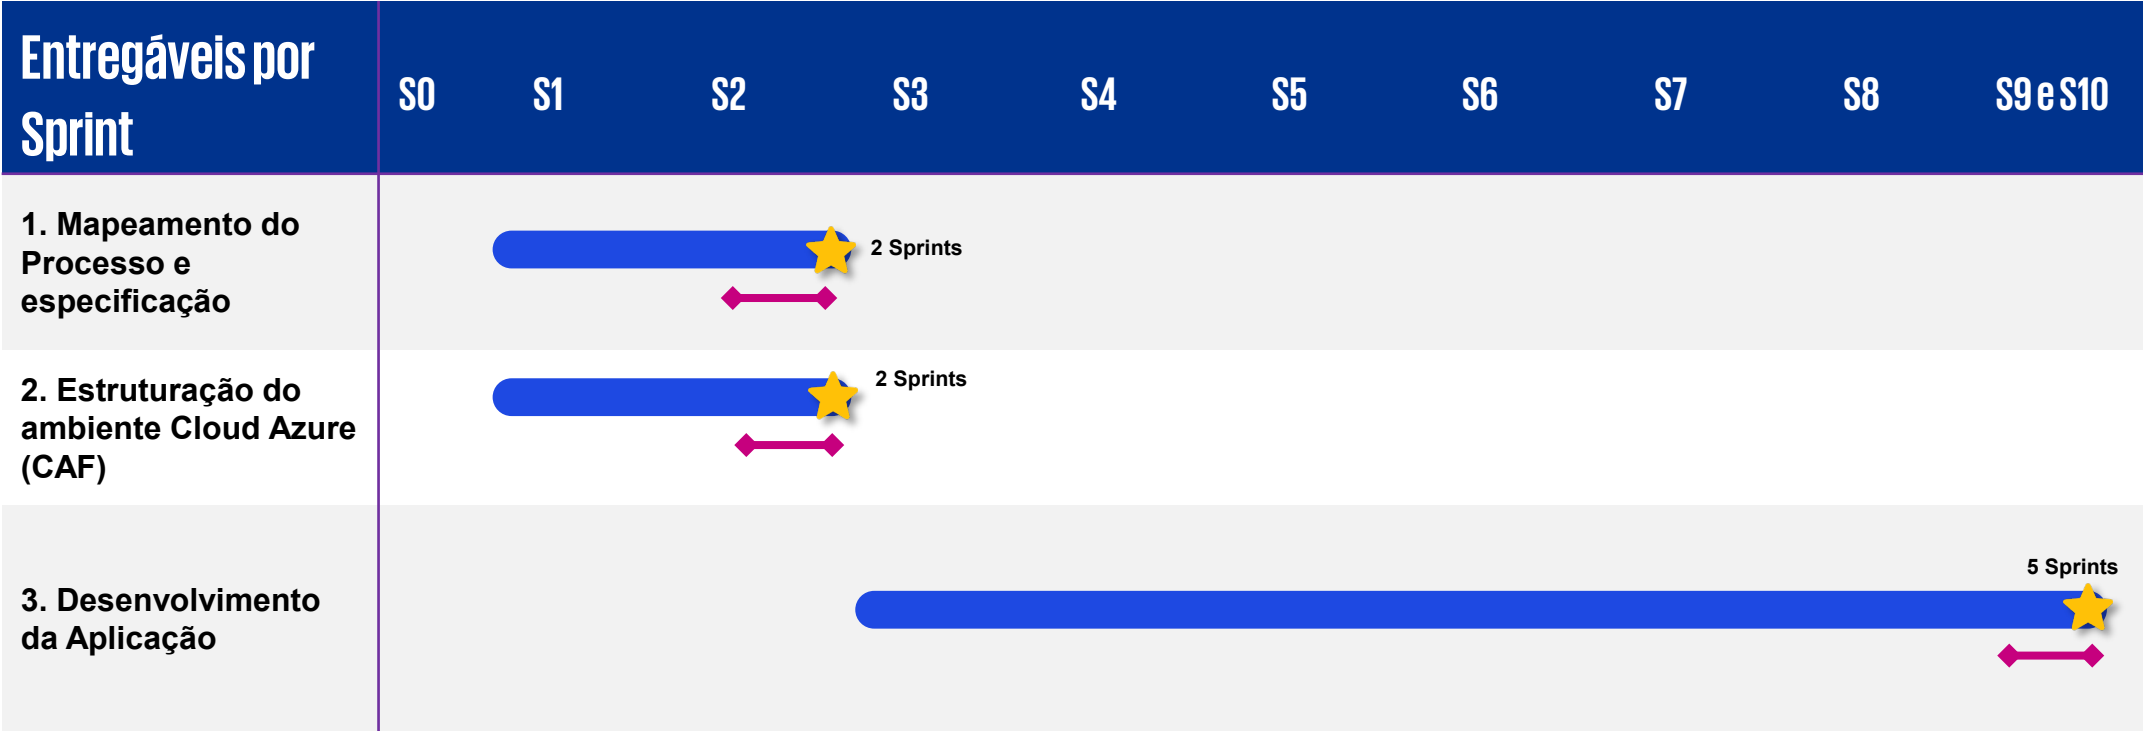 Entregáveis por
Sprint
S0 S1 S2 S3 S4 S5 S6 S7 S8 S9 e S10
1. Mapeamento do
Processo e
especificação
2 Sprints
2. Estruturação do
ambiente Cloud Azure
(CAF)
2 Sprints
3. Desenvolvimento
da Aplicação
5 Sprints